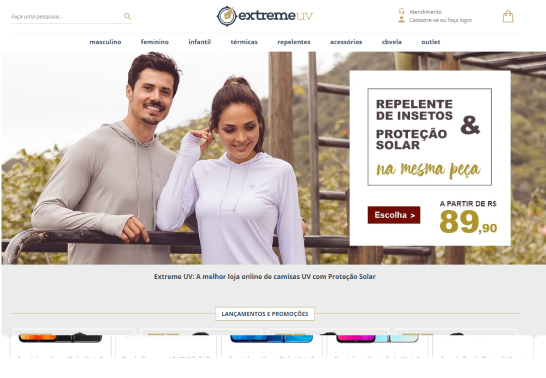 Faça uma pesquisa...
extremeuv
Atendimento
Cadastre-se ou faça login
masculino feminino infantil térmicas repelentes acessórios cbvela outlet
REPELENTE
DE INSETOS
&
PROTEÇÃO
SOLAR
na mesma peça
A PARTIR DE R$
Escolha >
89,90
Extreme UV: A melhor loja online de camisas UV com Proteção Solar
LANÇAMENTOS E PROMOÇÕES